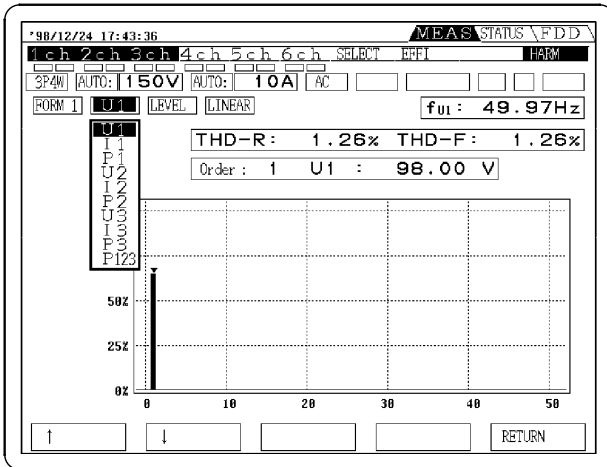 '98/12/24 17:43:36 MEAS STATUS FDD
1ch 2ch 3ch 4ch 5ch 6ch SELECT EFFI HARM
3P4W AUTO: 150V AUTO: 10A AC
FORM 1 U1 LEVEL LINEAR fU1: 49.97Hz
U1
I1
P1
U2
I2
P2
U3
I3
P3
P123
THD-R: 1.26% THD-F: 1.26%
Order: 1 U1 : 98.00 V
50%
25%
0%
0 10 20 30 40 50
↑ ↓ RETURN